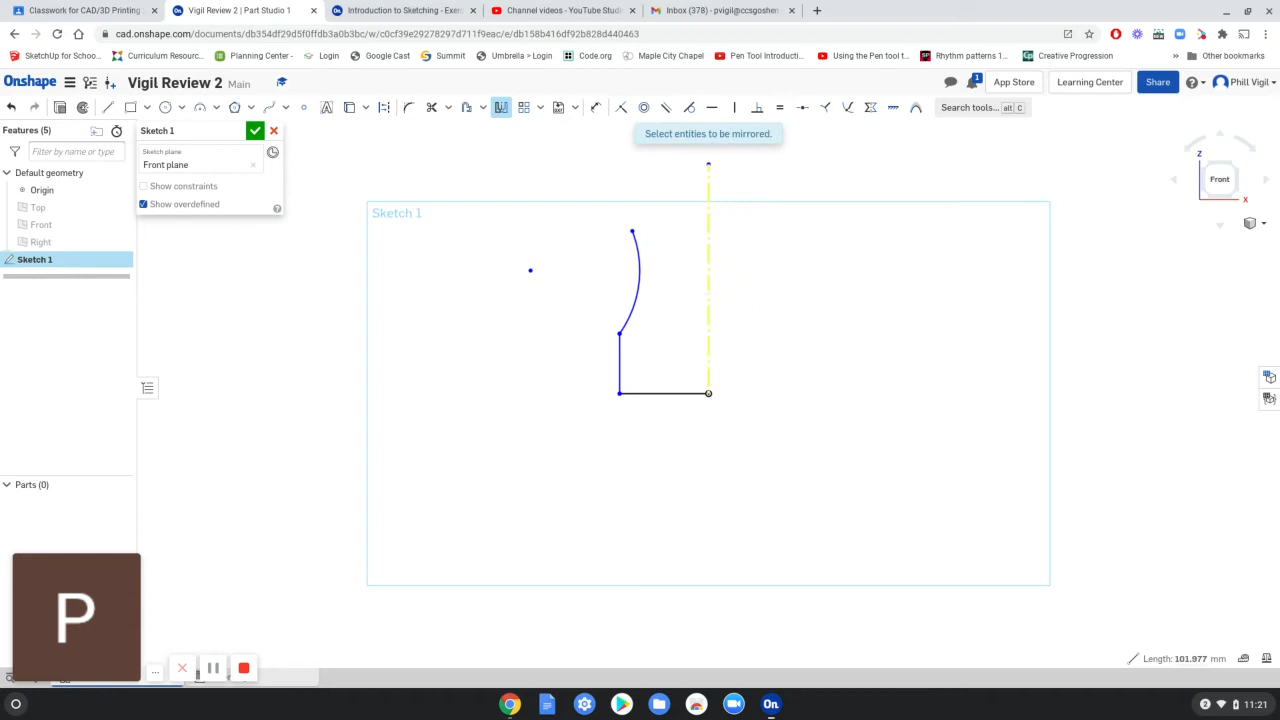 Classwork for CAD/3D Printing
Vigil Review 2 | Part Studio 1
Introduction to Sketching - Exer
Channel videos - YouTube Studi
Inbox (378) - pvigil@ccsgoshen
cad.onshape.com/documents/db354df29d5f0ffdb3a0b3bc/w/c0cf39e29278297d711f9eac/e/db158b416df92b828d440463
SketchUp for Schoo...
Curriculum Resourc...
Planning Center -
Login
Google Cast
Summit
Umbrella > Login
Code.org
Maple City Chapel
Pen Tool Introducti...
Using the Pen tool t...
Rhythm patterns 1
Creative Progression
»
Other bookmarks
Onshape
Vigil Review 2 Main
1
App Store
Learning Center
Share
Phill Vigil
Search tools... alt C
Features (5)
Sketch 1
Select entities to be mirrored.
Filter by name or type
Sketch plane
Front plane
Default geometry
Origin
Show constraints
Top
Show overdefined
Front
Right
Sketch 1
Sketch 1
Z
Front
X
Parts (0)
P
...
Length: 101.977 mm
On
2
11:21